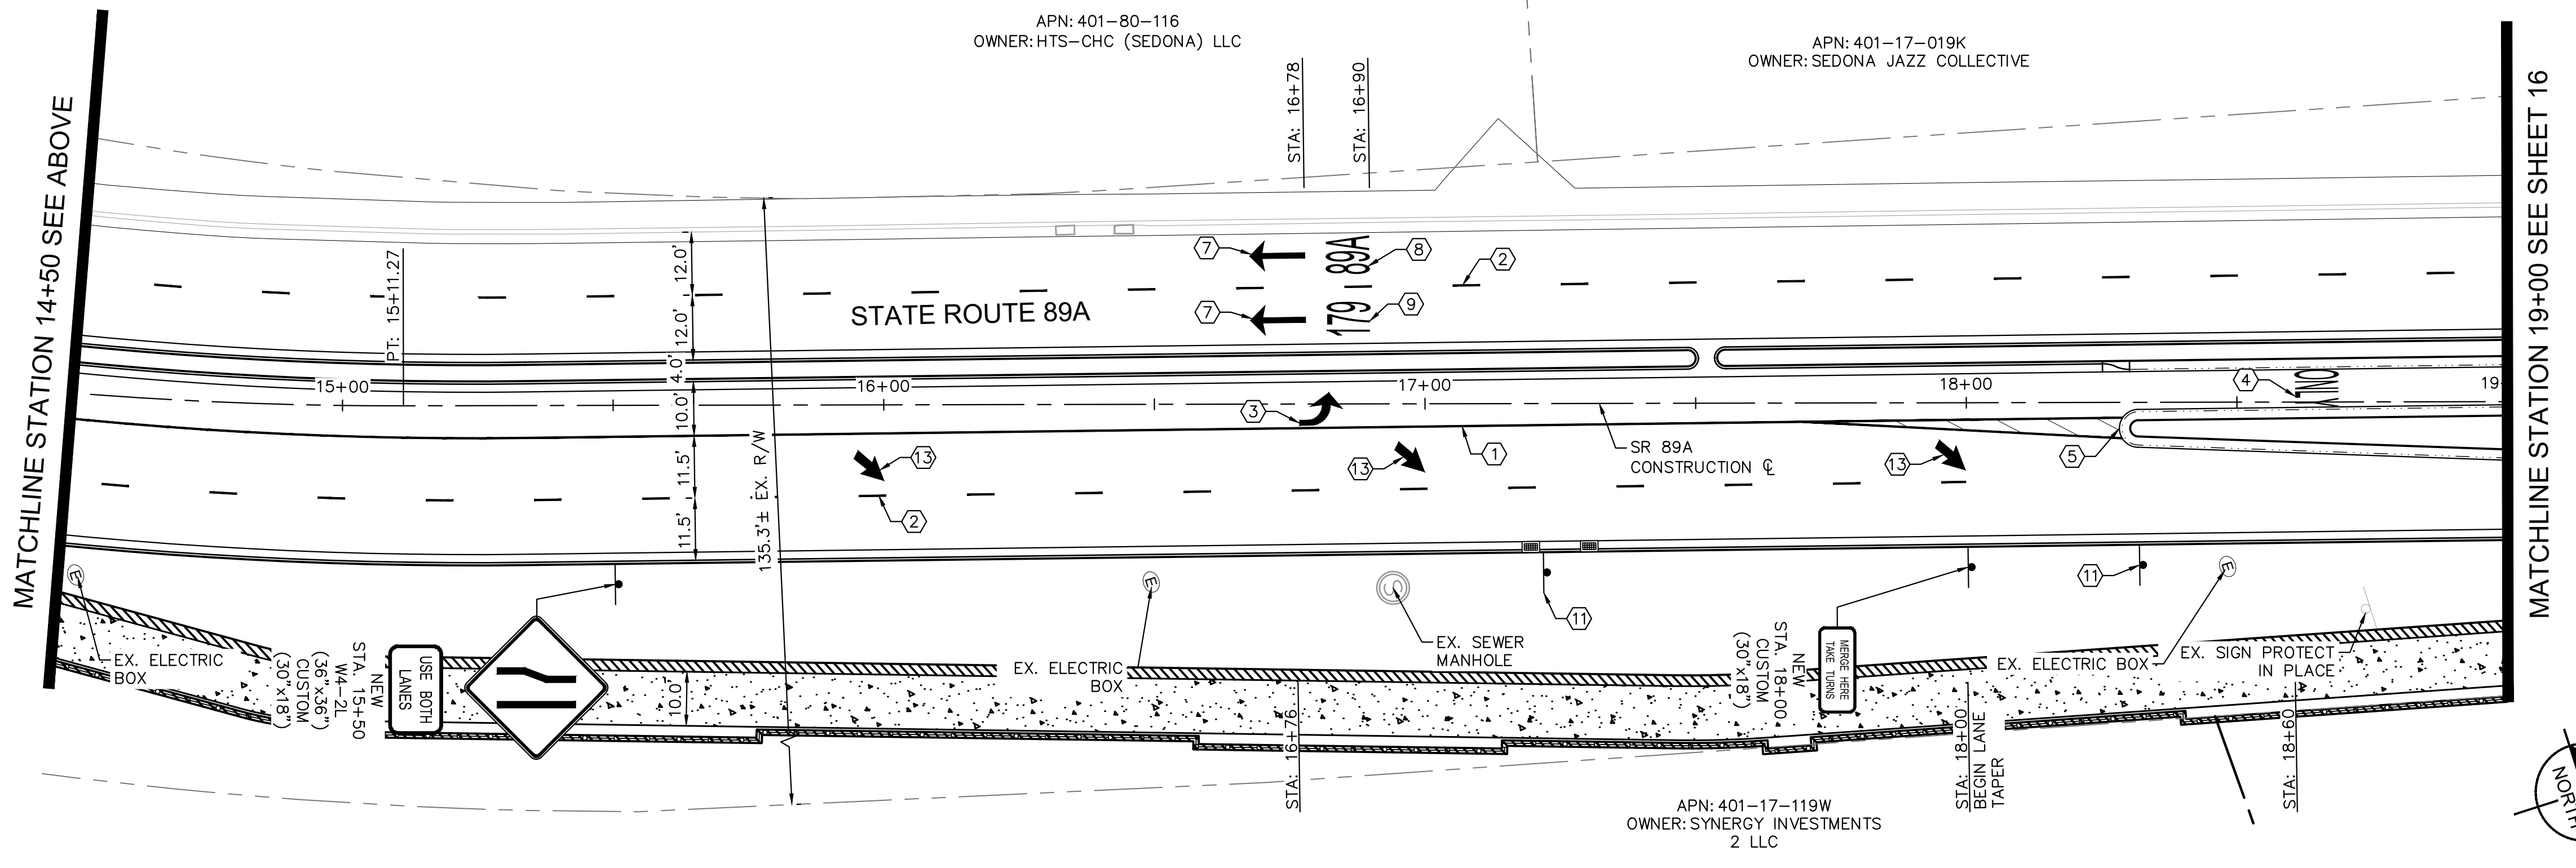 APN: 401-80-116
OWNER: HTS-CHC (SEDONA) LLC
APN: 401-17-019K
OWNER: SEDONA JAZZ COLLECTIVE
STA: 16+78
STA: 16+90
MATCHLINE STATION 14+50 SEE ABOVE
MATCHLINE STATION 19+00 SEE SHEET 16
PT: 15+11.27
12.0'
12.0'
4.0'
10.0'
11.5'
11.5'
135.3'± EX. R/W
STATE ROUTE 89A
7
89A
8
2
7
179
9
15+00
16+00
17+00
18+00
19+
3
4
ONLY
1
SR 89A
CONSTRUCTION ℄
5
13
13
13
2
E
EX. ELECTRIC
BOX
E
EX. ELECTRIC
BOX
S
EX. SEWER
MANHOLE
11
11
E
EX. ELECTRIC BOX
EX. SIGN PROTECT
IN PLACE
NEW
STA. 15+50
W4-2L
(36"x36")
CUSTOM
(30"x18")
USE BOTH
LANES
10.0'
NEW
STA. 18+00
CUSTOM
(30"x18")
MERGE HERE
TAKE TURNS
STA: 16+76
STA: 18+00
BEGIN LANE
TAPER
STA: 18+60
APN: 401-17-119W
OWNER: SYNERGY INVESTMENTS
2 LLC
NORTH